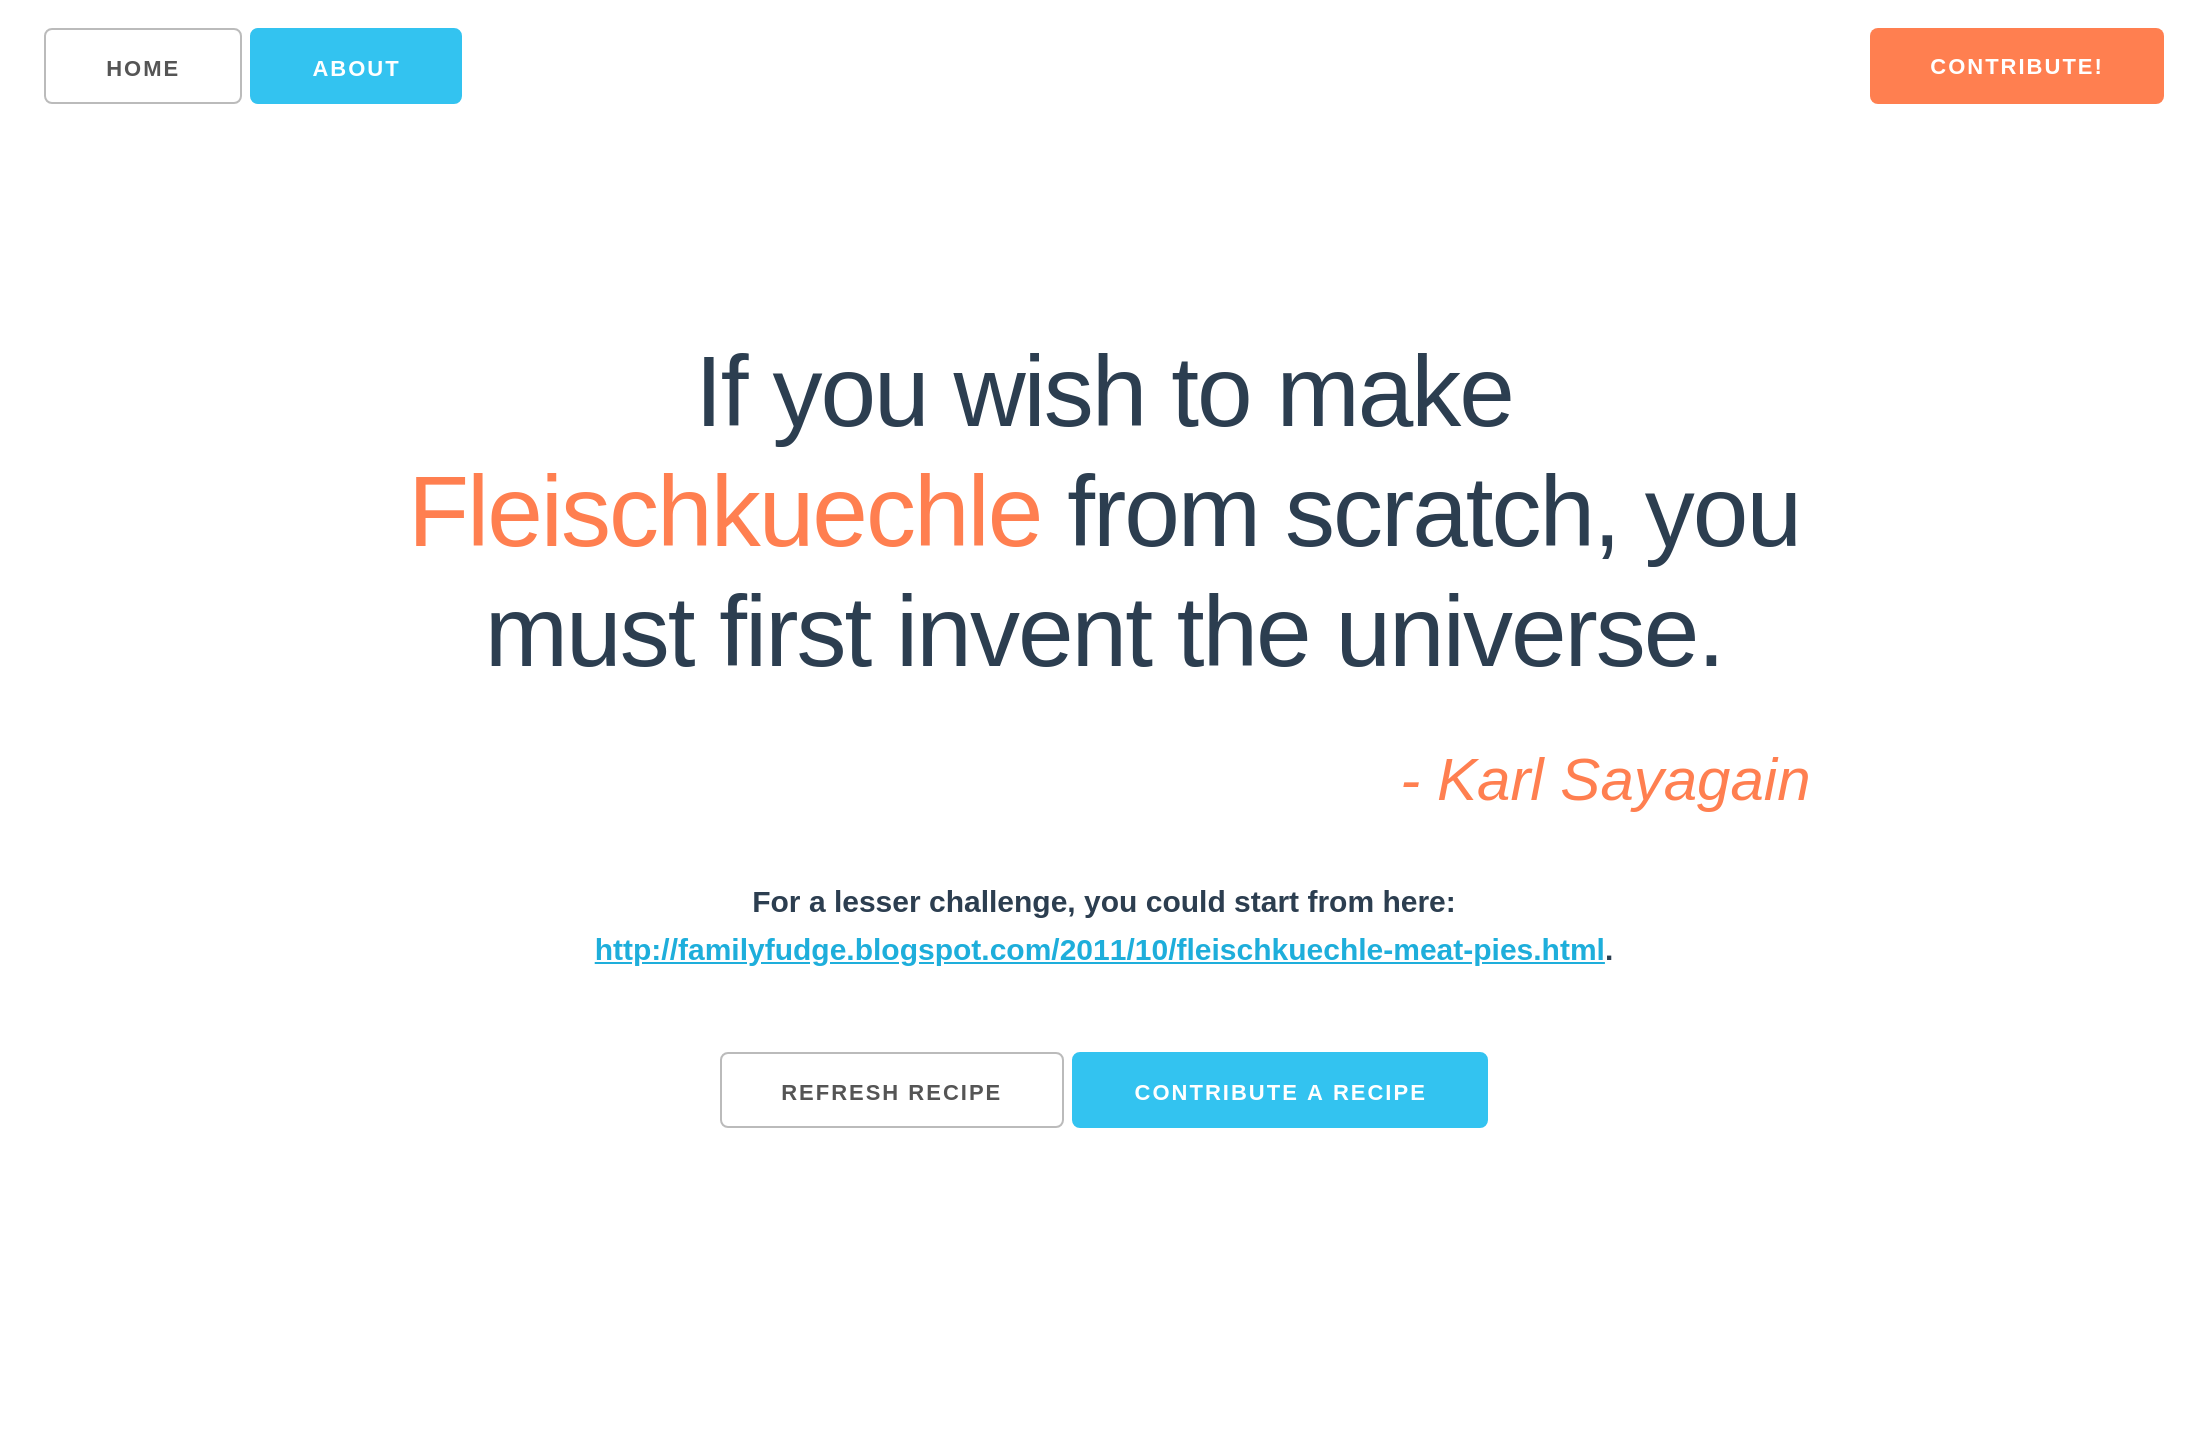 HOME ABOUT CONTRIBUTE!
If you wish to make
Fleischkuechle from scratch, you
must first invent the universe.
- Karl Sayagain
For a lesser challenge, you could start from here:
http://familyfudge.blogspot.com/2011/10/fleischkuechle-meat-pies.html.
REFRESH RECIPE CONTRIBUTE A RECIPE